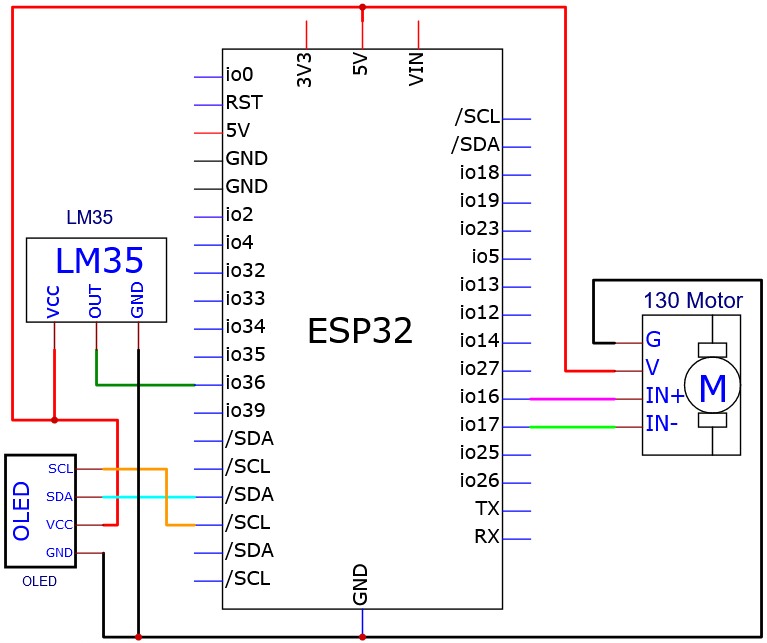 3V3
5V
VIN
io0
RST
5V
GND
GND
io2
io4
io32
io33
io34
io35
io36
io39
/SDA
/SCL
/SDA
/SCL
/SDA
/SCL
ESP32
/SCL
/SDA
io18
io19
io23
io5
io13
io12
io14
io27
io16
io17
io25
io26
TX
RX
GND
LM35
LM35
VCC
OUT
GND
OLED
SCL
SDA
VCC
GND
OLED
130 Motor
G
V
IN+
IN-
M